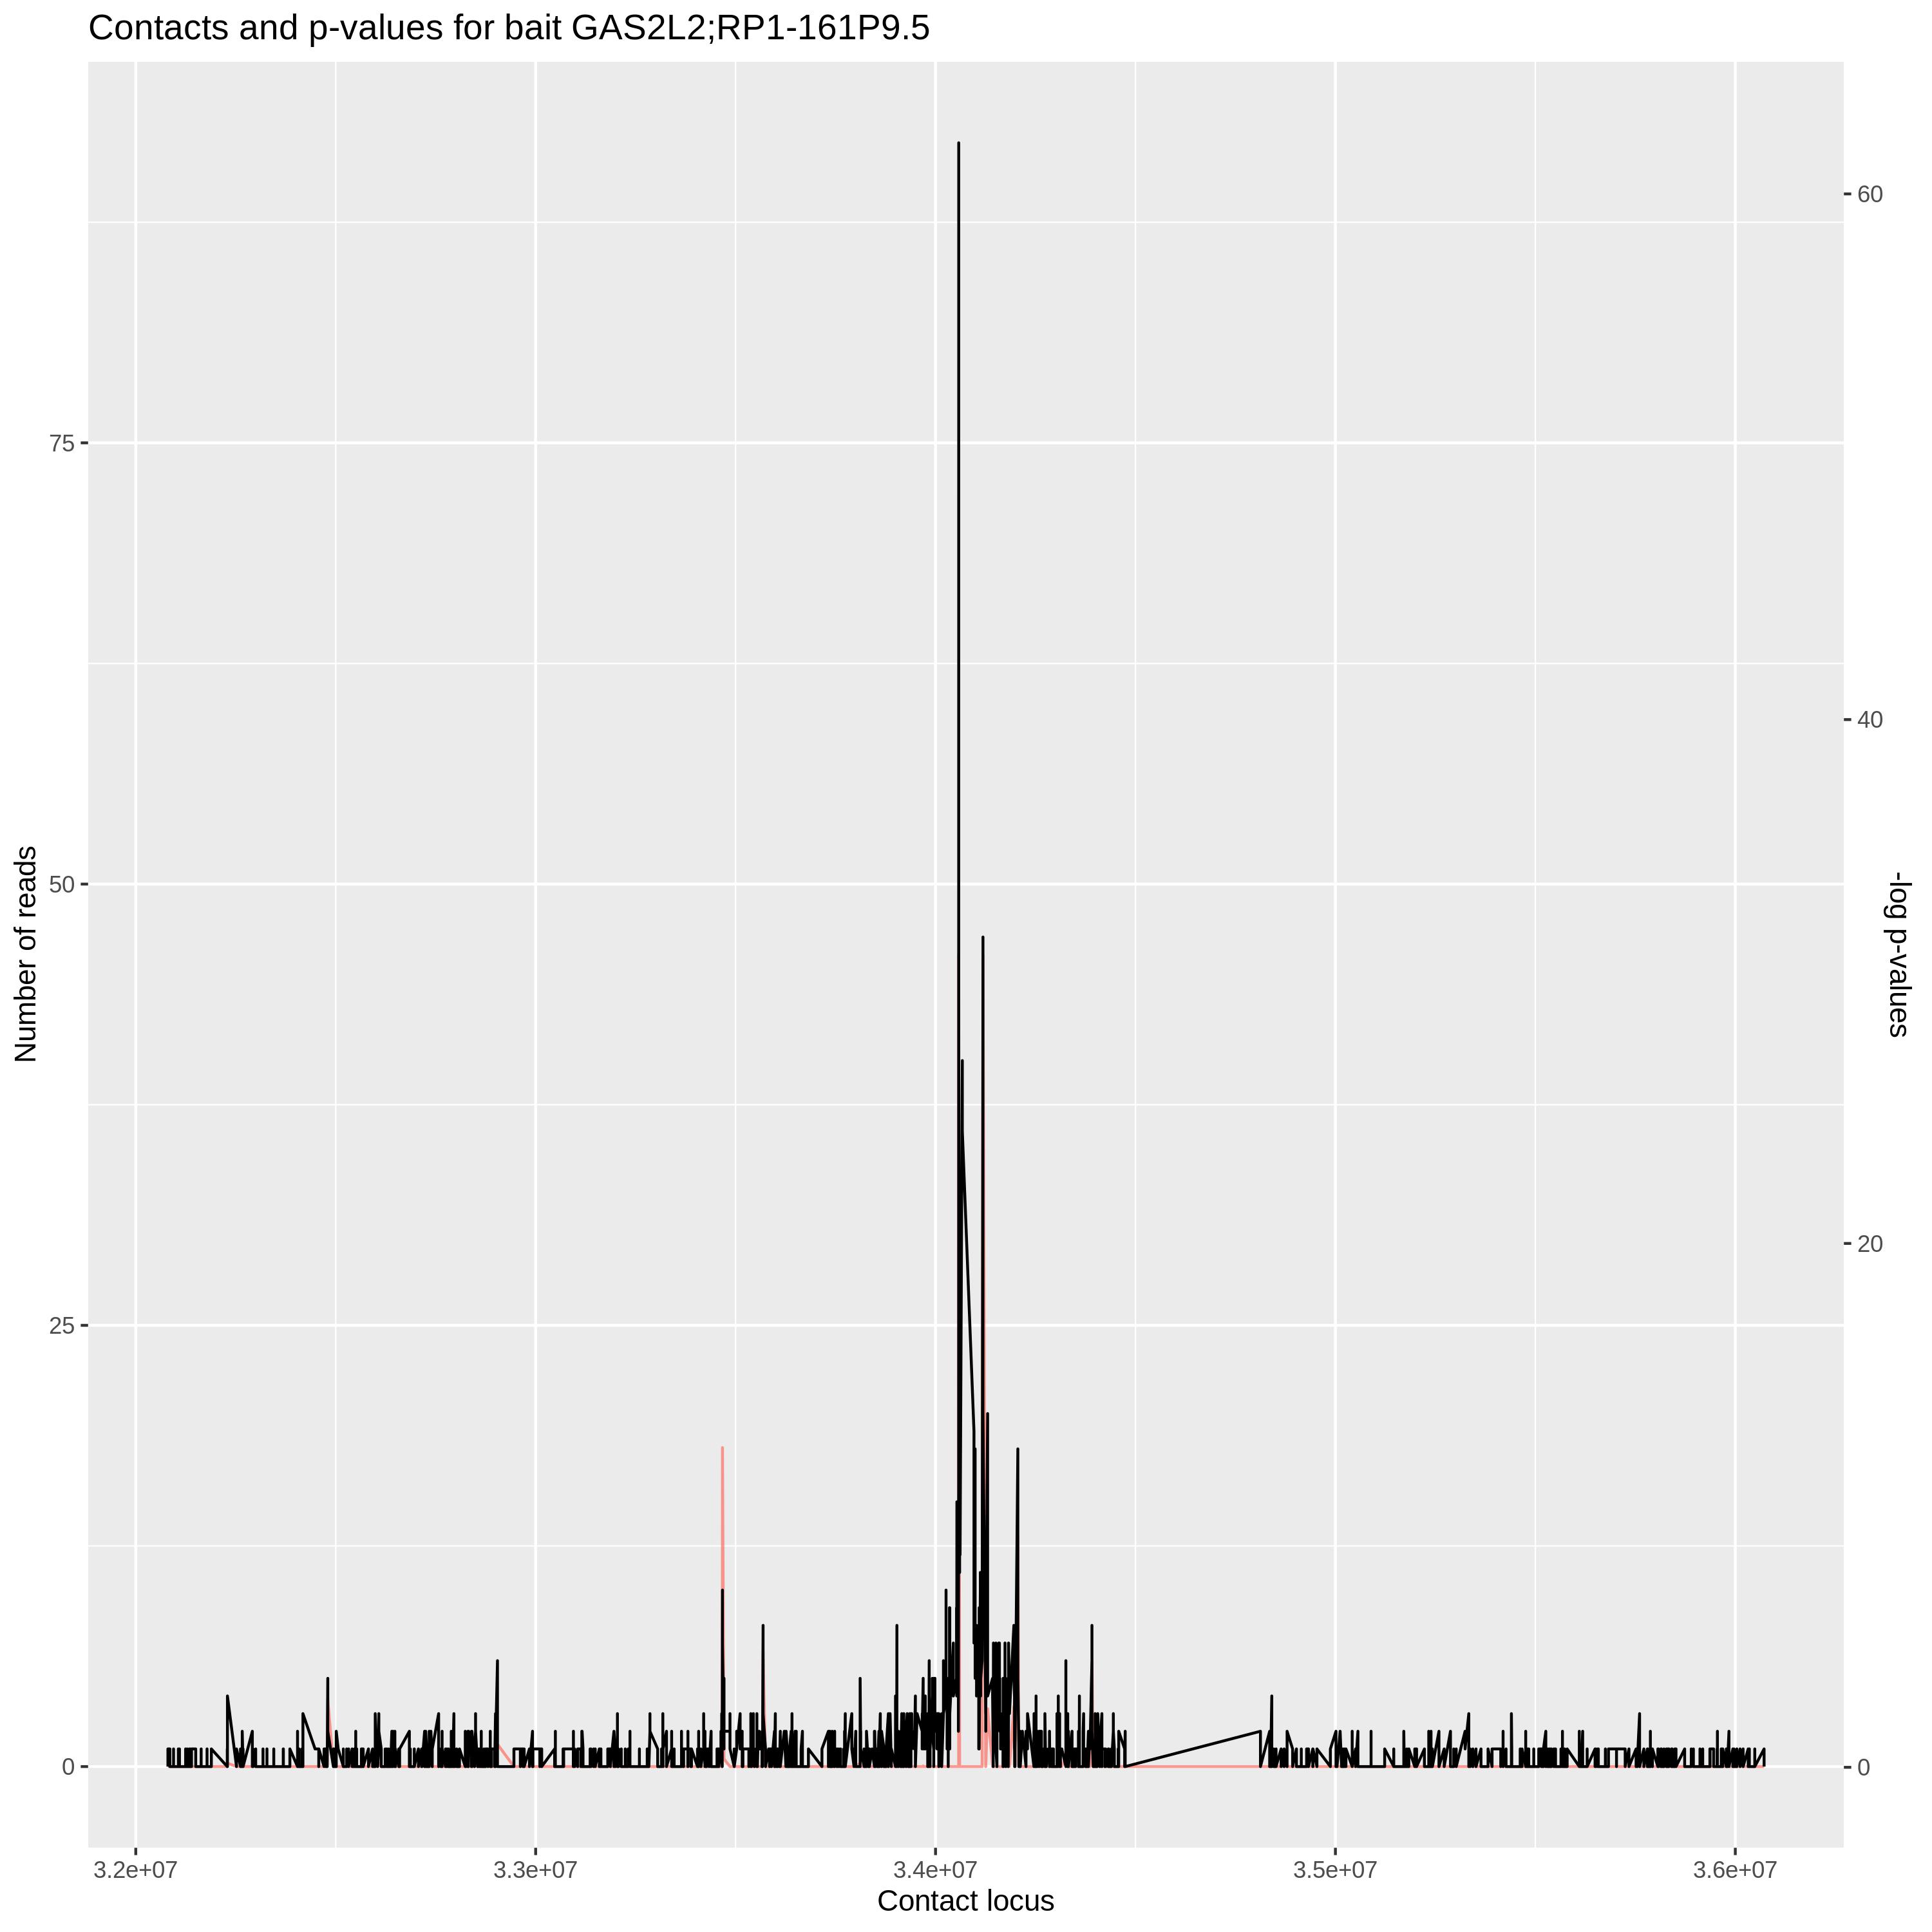 Contacts and p-values for bait GAS2L2;RP1-161P9.5
75
50
25
0
Number of reads
60
40
20
0
-log p-values
3.2e+07
3.3e+07
3.4e+07
3.5e+07
3.6e+07
Contact locus